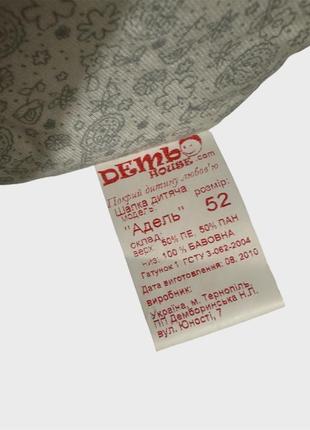 DEMBO
HOUSE.com
Покрий дитину любов'ю
Шапка дитяча розмір:
модель:
"Адель" 52
склад:
верх: 50% ПЕ, 50% ПАН
низ: 100 % БАВОВНА
Гатунок 1 ГСТУ 3-062-2004
Дата виготовлення 08. 2010
виробник:
Україна, м. Тернопіль,
ПП Демборинська Н.Л.
вул. Юності, 7